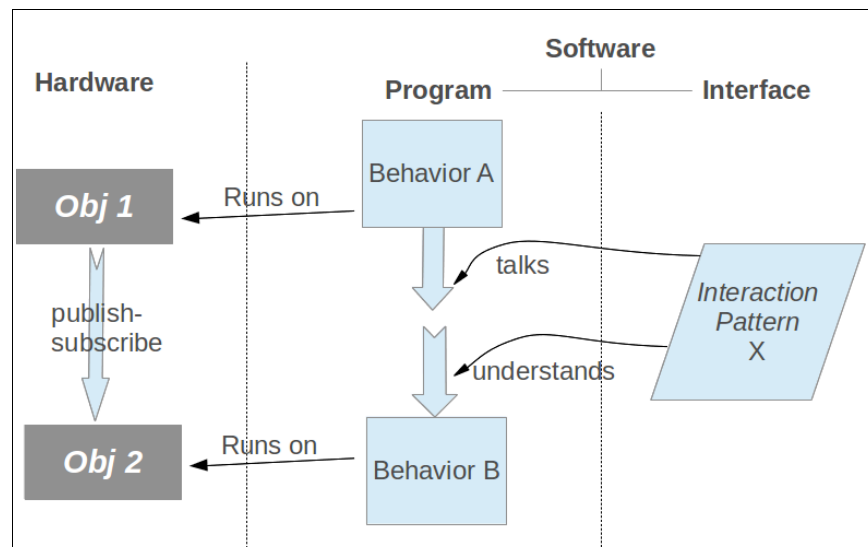 Software
Hardware
Program
Interface
Behavior A
Runs on
Obj 1
talks
Interaction
Pattern
X
publish-
subscribe
understands
Runs on
Obj 2
Behavior B